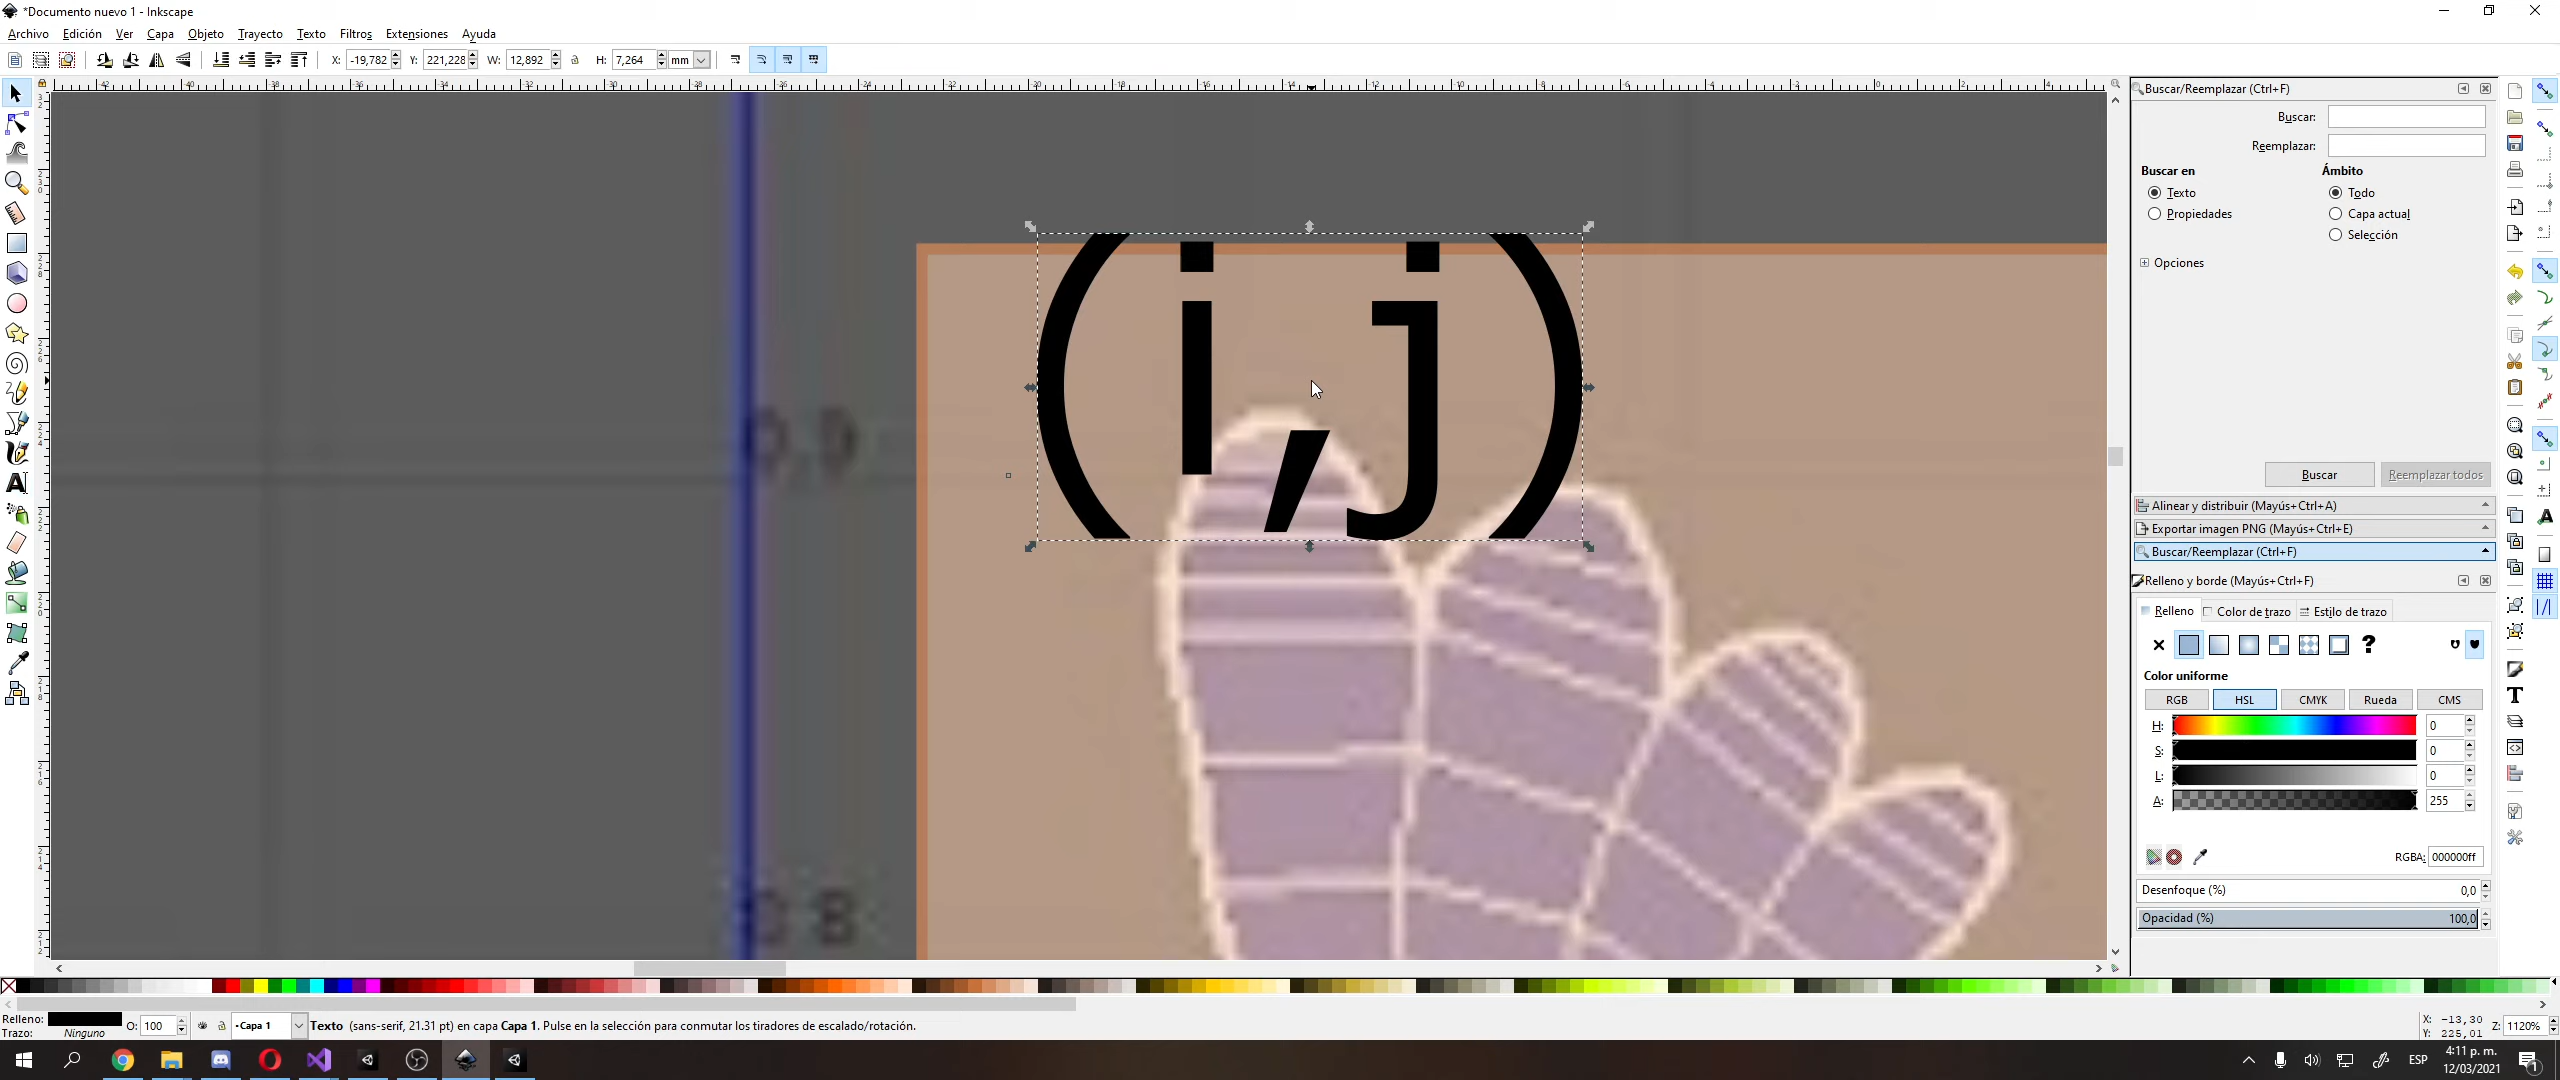 *Documento nuevo 1 - Inkscape
Archivo Edición Ver Capa Objeto Trayecto Texto Filtros Extensiones Ayuda
X: -19,782 Y: 221,228 W: 12,892 H: 7,264 mm
Buscar/Reemplazar (Ctrl+F)
Buscar:
Reemplazar:
Buscar en Ámbito
Texto Todo
Propiedades Capa actual
Selección
Opciones
(i,j)
Buscar Reemplazar todos
Alinear y distribuir (Mayús+Ctrl+A)
Exportar imagen PNG (Mayús+Ctrl+E)
Buscar/Reemplazar (Ctrl+F)
Relleno y borde (Mayús+Ctrl+F)
Relleno Color de trazo Estilo de trazo
Color uniforme
RGB HSL CMYK Rueda CMS
H: 0
S: 0
L: 0
A: 255
RGBA: 000000ff
Desenfoque (%) 0,0
Opacidad (%) 100,0
Relleno: O: 100 •Capa 1 Texto (sans-serif, 21.31 pt) en capa Capa 1. Pulse en la selección para conmutar los tiradores de escalado/rotación.
Trazo: Ninguno
X: -13,30
Y: 225,01 Z: 1120%
ESP 4:11 p. m.
12/03/2021 1